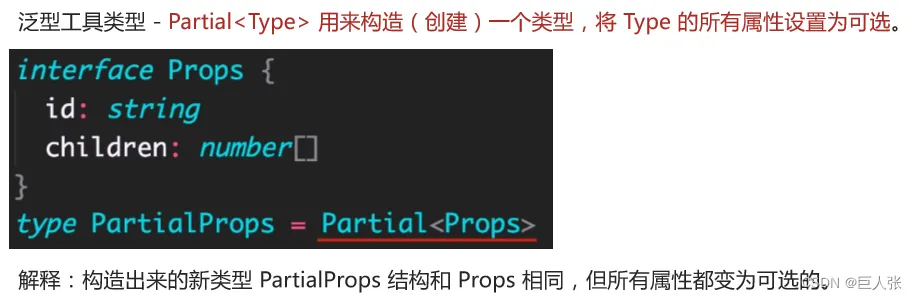 泛型工具类型 - Partial<Type> 用来构造（创建）一个类型，将 Type 的所有属性设置为可选。
interface Props {
  id: string
  children: number[]
}
type PartialProps = Partial<Props>
解释：构造出来的新类型 PartialProps 结构和 Props 相同，但所有属性都变为可选的。
CSDN @巨人张